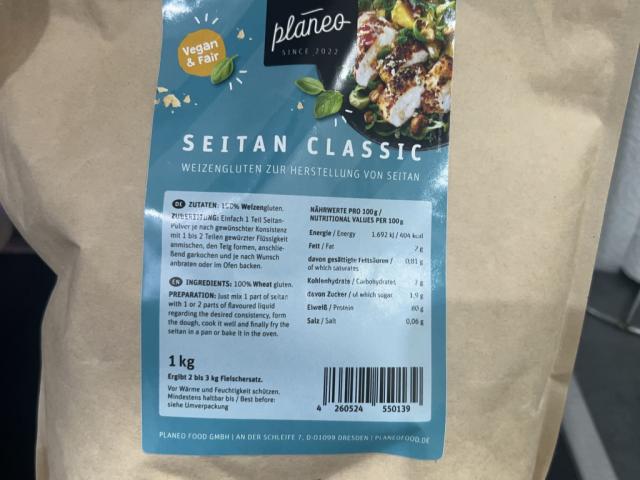 planeo
SINCE 2022
Vegan
& Fair
SEITAN CLASSIC
WEIZENGLUTEN ZUR HERSTELLUNG VON SEITAN
DE ZUTATEN: 100% Weizengluten.
ZUBEREITUNG: Einfach 1 Teil Seitan-
Pulver je nach gewünschter Konsistenz
mit 1 bis 2 Teilen gewürzter Flüssigkeit
anmischen, den Teig formen, anschlie-
ßend garkochen und je nach Wunsch
anbraten oder im Ofen backen.
EN INGREDIENTS: 100% Wheat gluten.
PREPARATION: Just mix 1 part of seitan
with 1 or 2 parts of flavoured liquid
regarding the desired consistency, form
the dough, cook it well and finally fry the
seitan in a pan or bake it in the oven.
1 kg
Ergibt 2 bis 3 kg Fleischersatz.
Vor Wärme und Feuchtigkeit schützen.
Mindestens haltbar bis / Best before:
siehe Umverpackung
NÄHRWERTE PRO 100g /
NUTRITIONAL VALUES PER 100g
Energie / Energy 1.692 kJ / 404 kcal
Fett / Fat 7 g
davon gesättigte Fettsäuren / 0,81 g
of which saturates
Kohlenhydrate / Carbohydrates 7 g
davon Zucker / of which sugar 1,9 g
Eiweiß / Protein 80 g
Salz / Salt 0,06 g
4 260524 550139
PLANEO FOOD GMBH | AN DER SCHLEIFE 7, D-01099 DRESDEN | PLANEOFOOD.DE